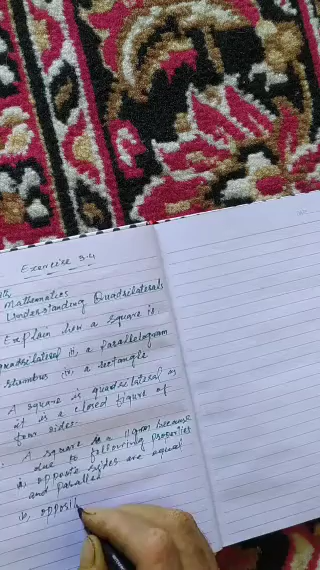 Exercise 3.4
Mathematics
Understanding Quadrilaterals
Explain how a square is.
quadrilateral ii, a parallelogram
rhombus iv, a rectangle
A square is quadrilateral as
it is a closed figure of
four sides.
A square is a ||gm because
due to following properties
i, opposite sides are equal
and parallel
ii, opposit